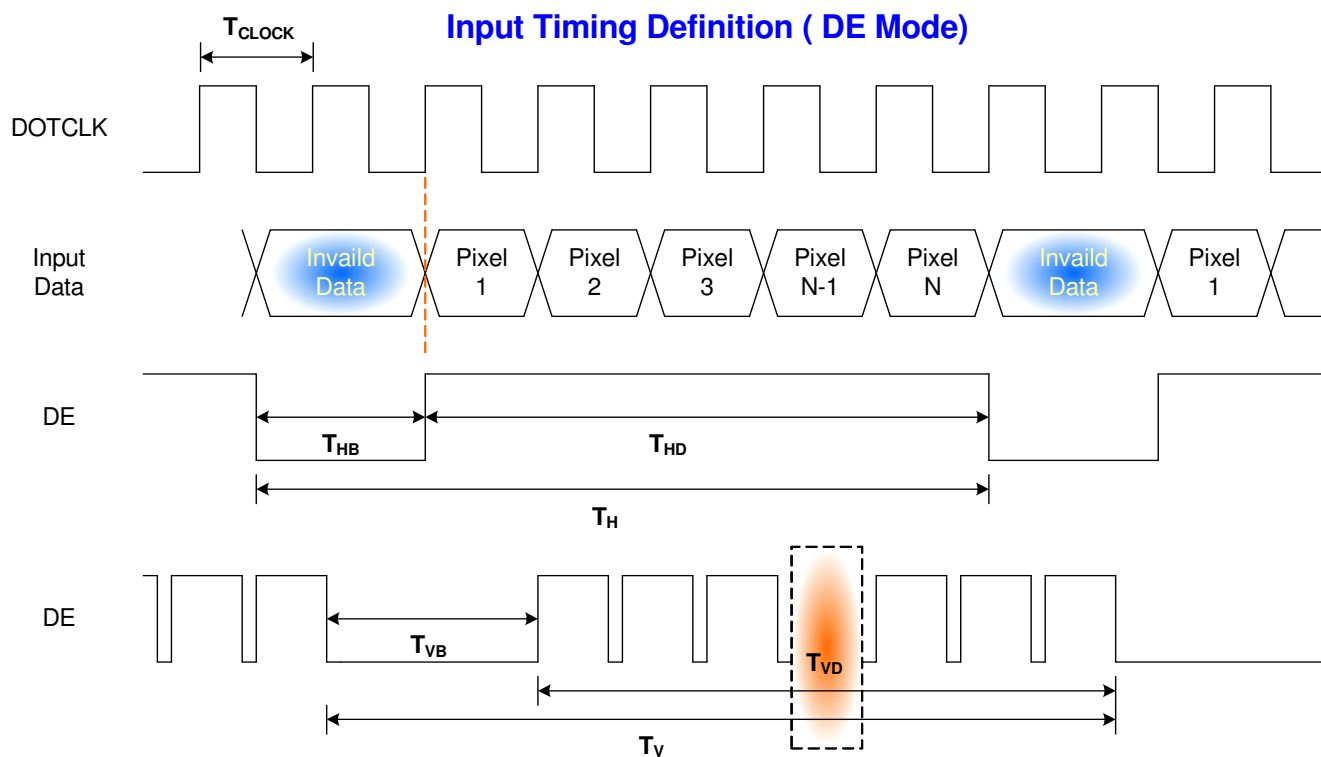 Input Timing Definition ( DE Mode)
TCLOCK
DOTCLK
Input
Data
Invaild
Data
Pixel
1
Pixel
2
Pixel
3
Pixel
N-1
Pixel
N
Invaild
Data
Pixel
1
DE
THB
THD
TH
DE
TVB
TVD
TV